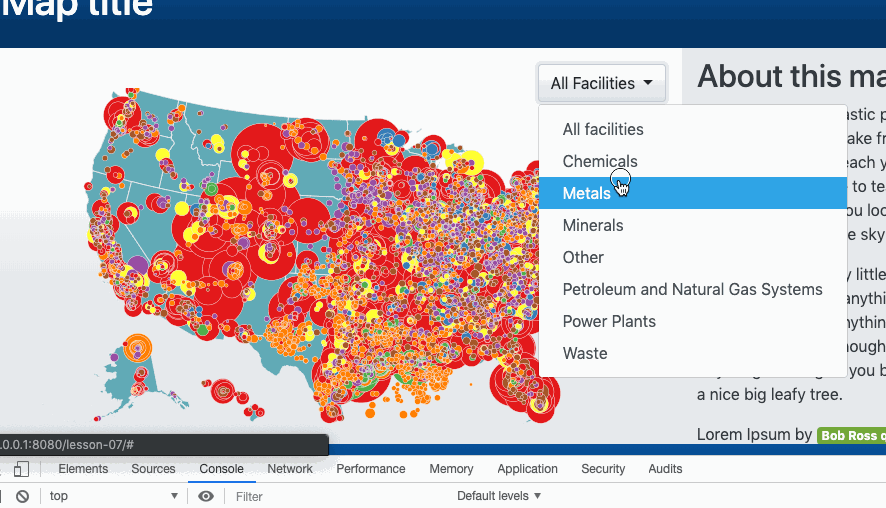 Map title
All Facilities
About this ma
All facilities
Chemicals
Metals
Minerals
Other
Petroleum and Natural Gas Systems
Power Plants
Waste
astic p
ake fr
each y
to tea
ou loo
e sky
y little
anythi
nything
hough
you b
a nice big leafy tree.
Lorem Ipsum by Bob Ross
.0.0.1:8080/lesson-07/#
Elements Sources Console Network Performance Memory Application Security Audits
top Filter Default levels